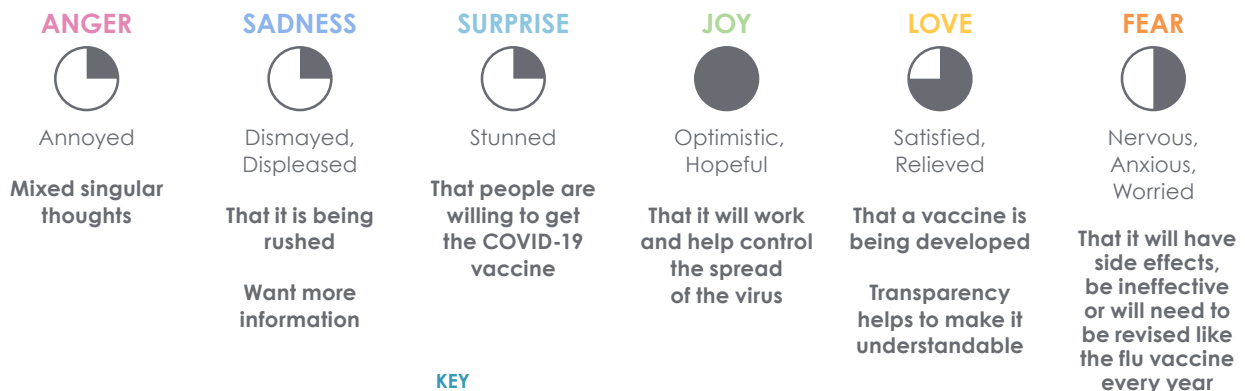 ANGER
Annoyed
Mixed singular
thoughts
SADNESS
Dismayed,
Displeased
That it is being
rushed
Want more
information
SURPRISE
Stunned
That people are
willing to get
the COVID-19
vaccine
JOY
Optimistic,
Hopeful
That it will work
and help control
the spread
of the virus
LOVE
Satisfied,
Relieved
That a vaccine is
being developed
Transparency
helps to make it
understandable
FEAR
Nervous,
Anxious,
Worried
That it will have
side effects,
be ineffective
or will need to
be revised like
the flu vaccine
every year
KEY